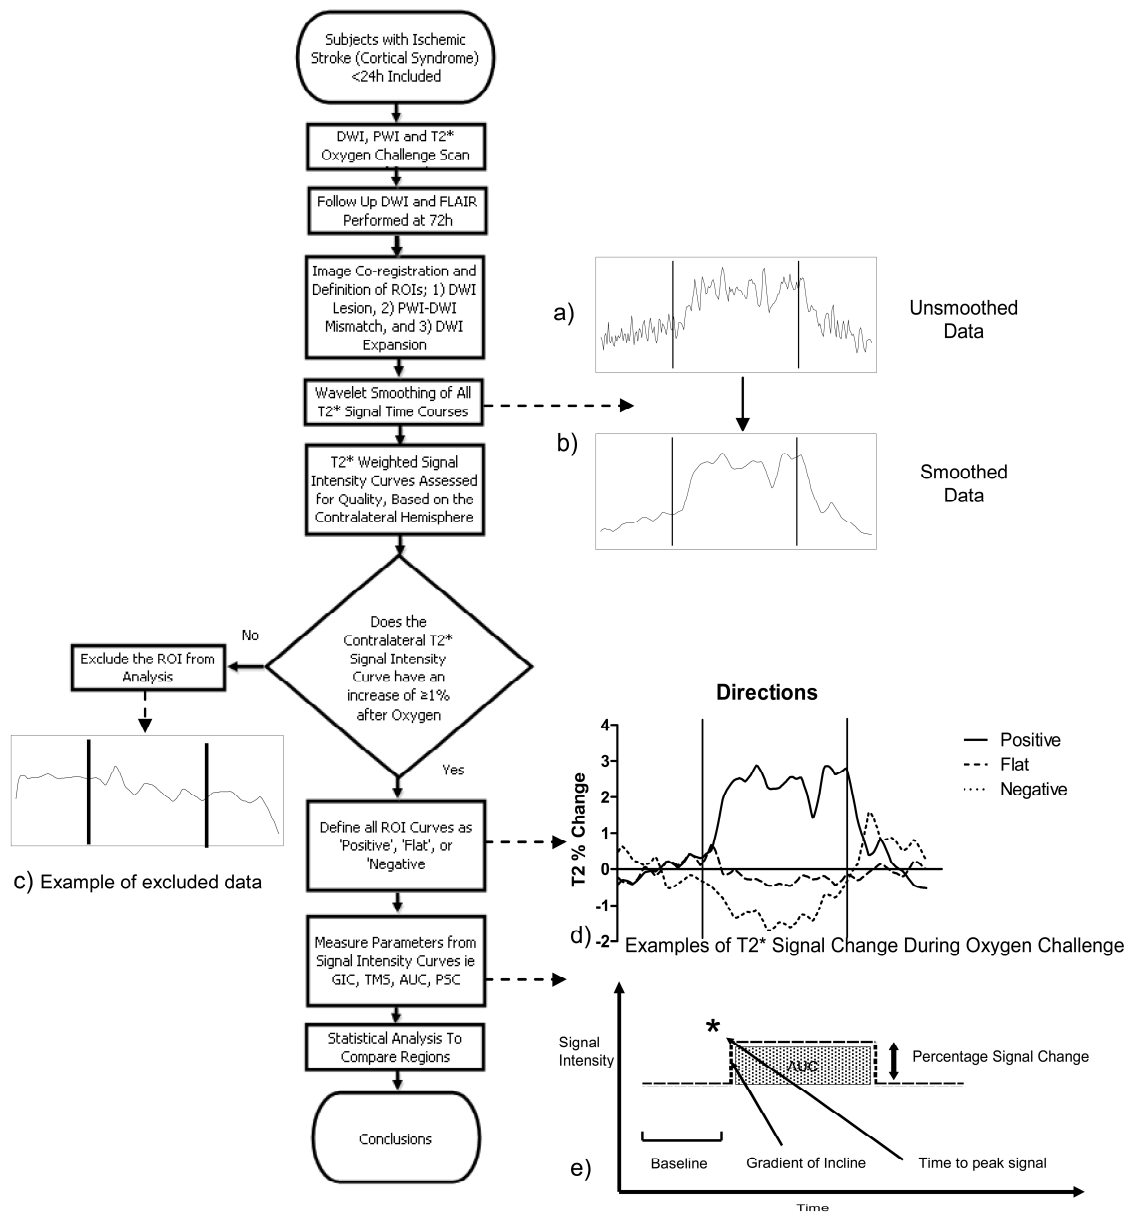 Subjects with Ischemic
Stroke (Cortical Syndrome)
<24h Included
DWI, PWI and T2*
Oxygen Challenge Scan
Follow Up DWI and FLAIR
Performed at 72h
Image Co-registration and
Definition of ROIs; 1) DWI
Lesion, 2) PWI-DWI
Mismatch, and 3) DWI
Expansion
Wavelet Smoothing of All
T2* Signal Time Courses
T2* Weighted Signal
Intensity Curves Assessed
for Quality, Based on the
Contralateral Hemisphere
a)
Unsmoothed
Data
b)
Smoothed
Data
Does the
Contralateral T2*
Signal Intensity
Curve have an
increase of ≥1%
after Oxygen
No
Yes
Exclude the ROI from
Analysis
c) Example of excluded data
Define all ROI Curves as
'Positive', 'Flat', or
'Negative
Measure Parameters from
Signal Intensity Curves ie
GIC, TMS, AUC, PSC
Statistical Analysis To
Compare Regions
Conclusions
Directions
T2 % Change
4
3
2
1
0
-1
-2
Positive
Flat
Negative
d)
Examples of T2* Signal Change During Oxygen Challenge
Signal
Intensity
*
AUC
Percentage Signal Change
Baseline
Gradient of Incline
Time to peak signal
e)
Time